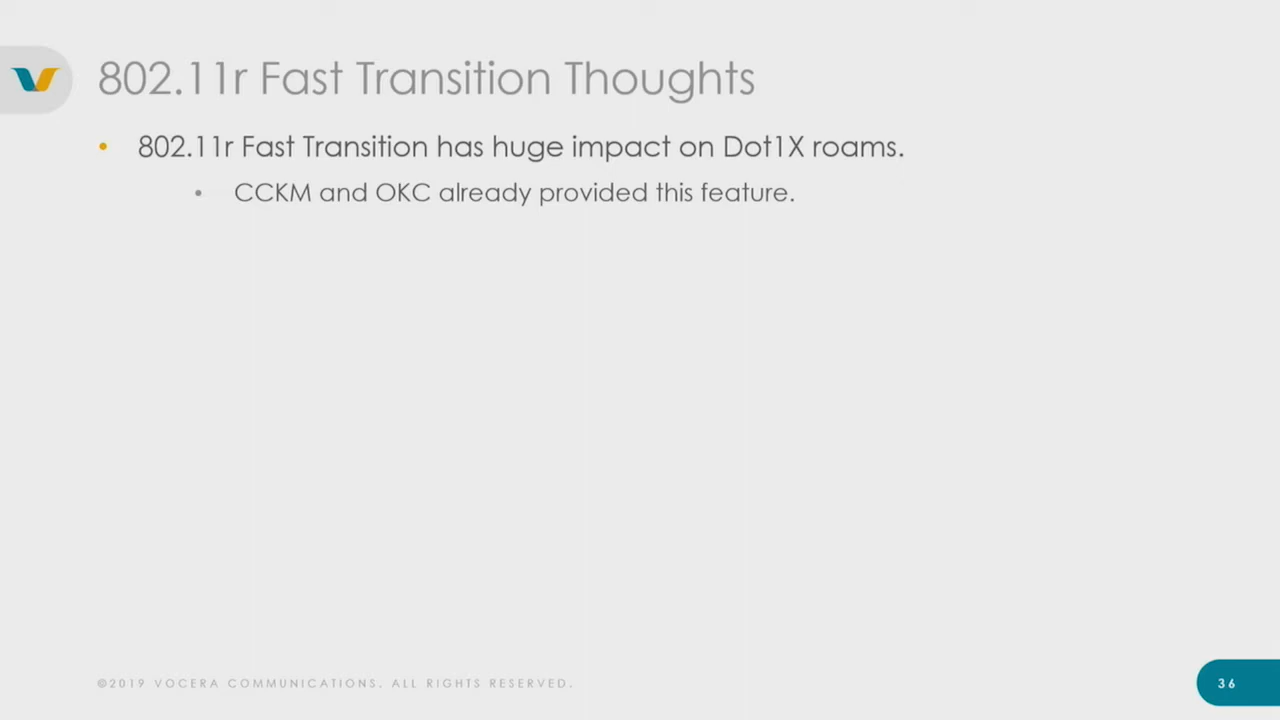 802.11r Fast Transition Thoughts
• 802.11r Fast Transition has huge impact on Dot1X roams.
• CCKM and OKC already provided this feature.
©2019 VOCERA COMMUNICATIONS. ALL RIGHTS RESERVED.
36